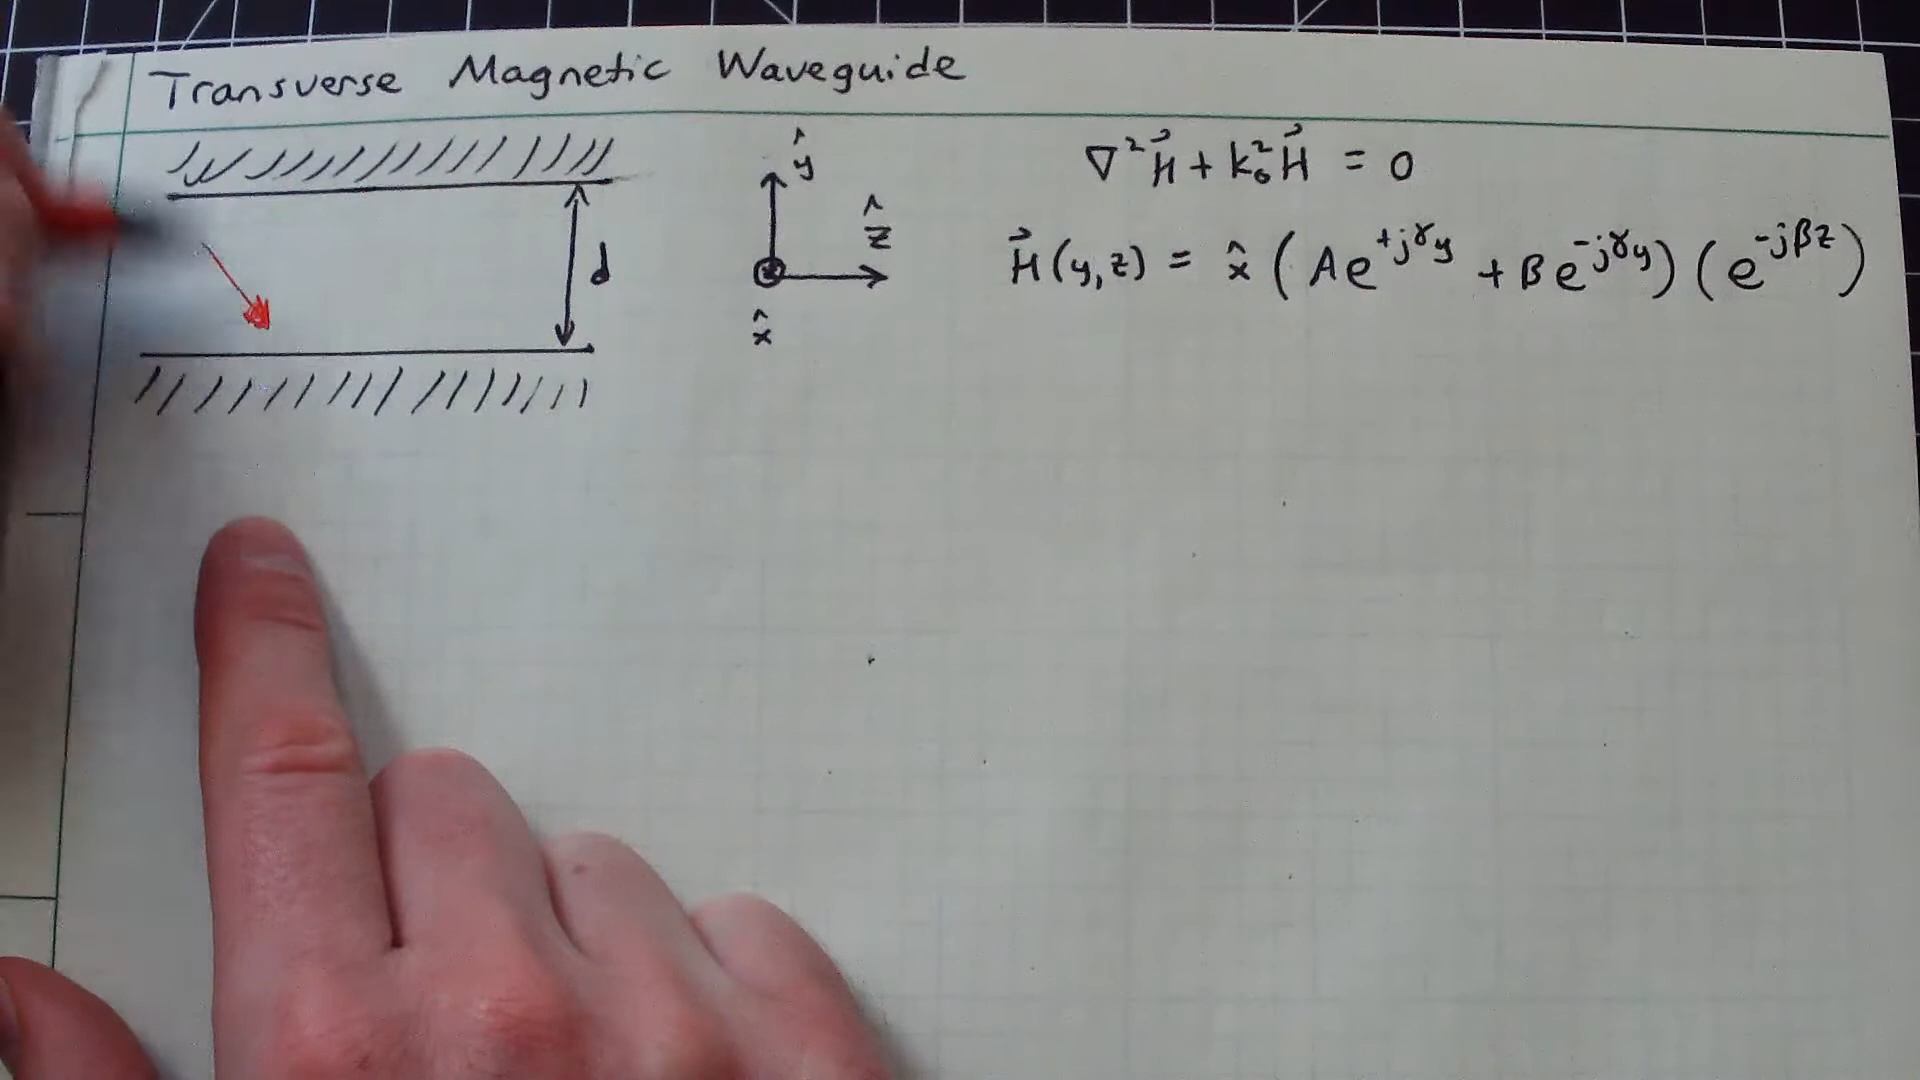 Transverse Magnetic Waveguide
ŷ
ẑ
x̂
d
∇²H⃗ + k₀²H⃗ = 0
H⃗(y,z) = x̂ (Ae^{+jγy} + Be^{-jγy})(e^{-jβz})